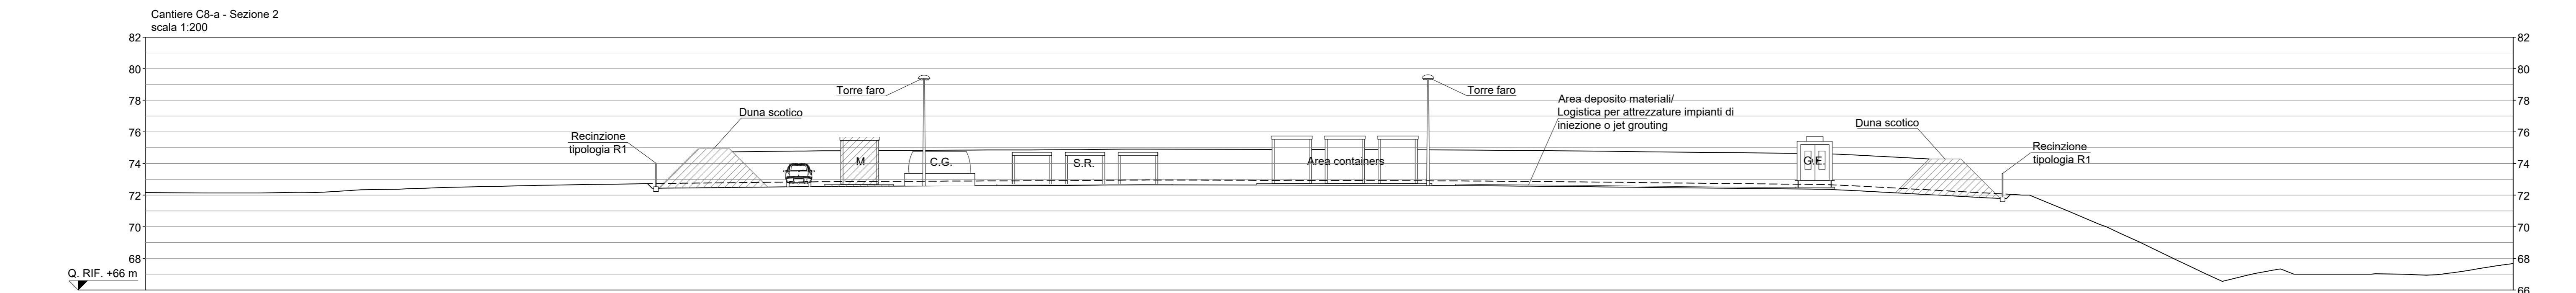 Cantiere C8-a - Sezione 2
scala 1:200
82
82
80
80
Torre faro
Torre faro
78
78
Area deposito materiali/
Logistica per attrezzature impianti di
iniezione o jet grouting
Duna scotico
Duna scotico
76
76
Recinzione
tipologia R1
Recinzione
tipologia R1
74
74
M
C.G.
S.R.
Area containers
G.E.
72
72
70
70
68
68
Q. RIF. +66 m
66